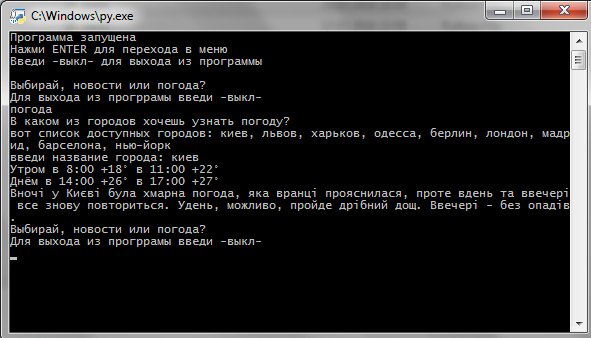 C:\Windows\py.exe
Программа запущена
Нажми ENTER для перехода в меню
Введи -выкл- для выхода из программы
Выбирай, новости или погода?
Для выхода из прогррамы введи -выкл-
погода
В каком из городов хочешь узнать погоду?
вот список доступных городов: киев, львов, харьков, одесса, берлин, лондон, мадр
ид, барселона, нью-йорк
введи название города: киев
Утром в 8:00 +18° в 11:00 +22°
Днём в 14:00 +26° в 17:00 +27°
Вночі у Києві була хмарна погода, яка вранці прояснилася, проте вдень та ввечері
все знову повториться. Удень, можливо, пройде дрібний дощ. Ввечері - без опадів
.
Выбирай, новости или погода?
Для выхода из прогррамы введи -выкл-